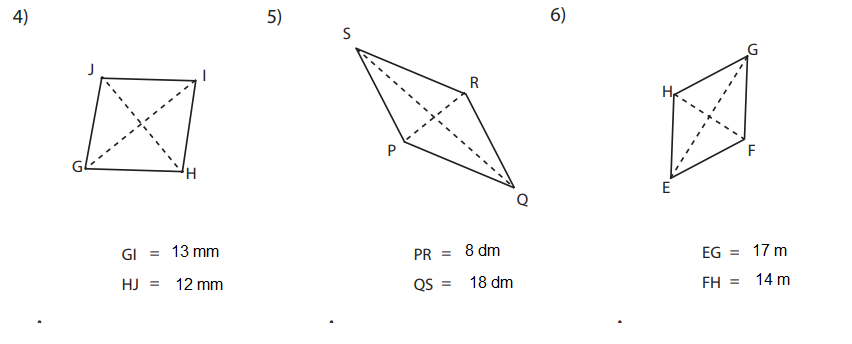 4)
5)
6)
S
G
J
I
R
H
P
F
G
H
E
Q
GI = 13 mm
PR = 8 dm
EG = 17 m
HJ = 12 mm
QS = 18 dm
FH = 14 m